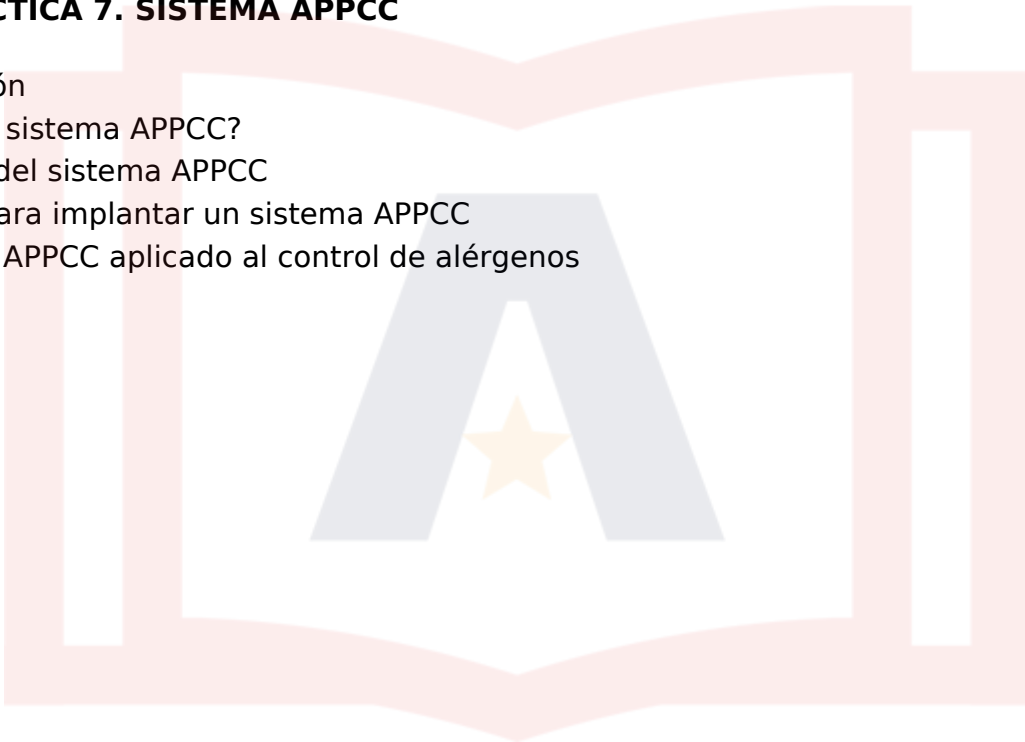 CTICA 7. SISTEMA APPCC
ón
sistema APPCC?
del sistema APPCC
ara implantar un sistema APPCC
APPCC aplicado al control de alérgenos